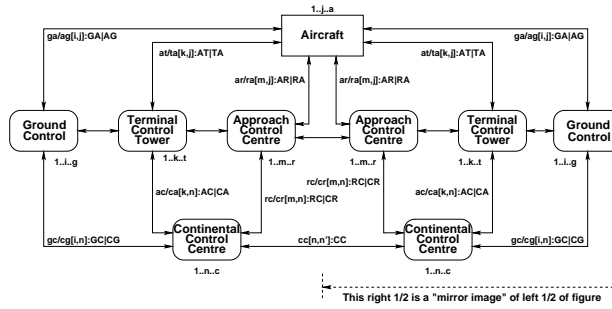 1..j..a
Aircraft
ga/ag[i,j]:GA|AG
ga/ag[i,j]:GA|AG
at/ta[k,j]:AT|TA
at/ta[k,j]:AT|TA
ar/ra[m,j]:AR|RA
ar/ra[m,j]:AR|RA
Ground
Control
Terminal
Control
Tower
Approach
Control
Centre
Approach
Control
Centre
Terminal
Control
Tower
Ground
Control
1..i..g
1..k..t
1..m..r
1..m..r
1..k..t
1..i..g
rc/cr[m,n]:RC|CR
ac/ca[k,n]:AC|CA
ac/ca[k,n]:AC|CA
rc/cr[m,n]:RC|CR
Continental
Control
Centre
Continental
Control
Centre
gc/cg[i,n]:GC|CG
cc[n,n']:CC
gc/cg[i,n]:GC|CG
1..n..c
1..n..c
This right 1/2 is a "mirror image" of left 1/2 of figure